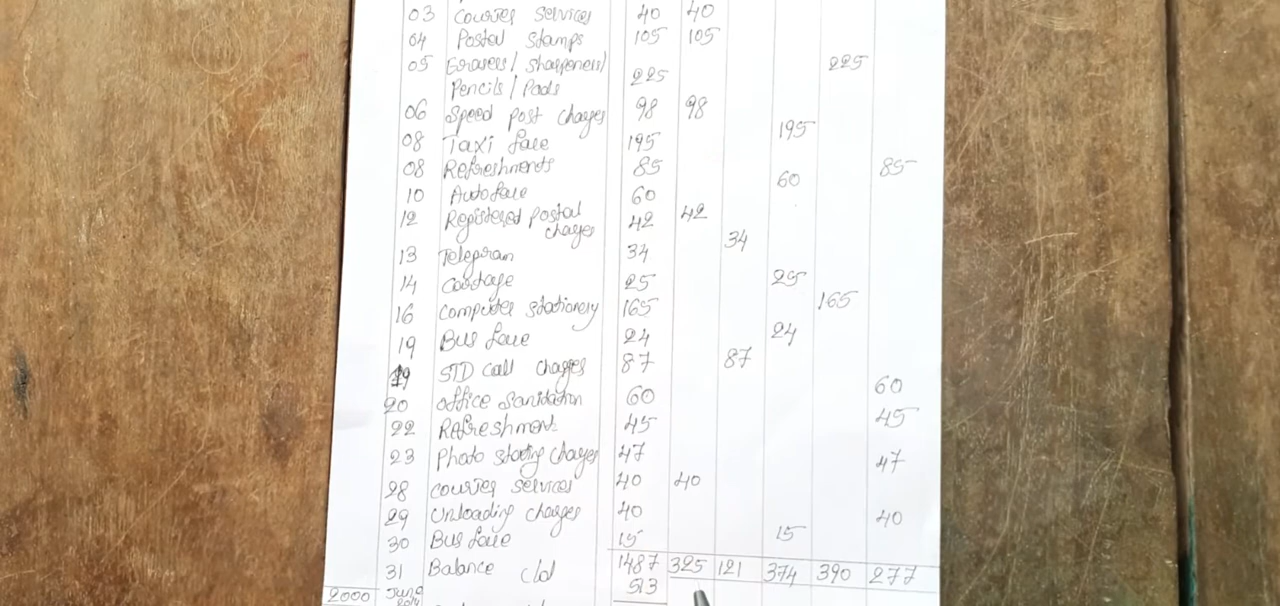 03 Courier Services 40 40
04 Postal Stamps 105 105
05 Erasers/ Sharpeners/ 225
Pencils / Pads 225
06 Speed post charges 98 98
08 Taxi fare 195 195
08 Refreshments 85 85
10 Auto fare 60 60
12 Registered Postal 42 42
charges
13 Telegram 34 34
14 Cartage 25 25
16 Computer stationery 165 165
19 Bus fare 24 24
19 STD call charges 87 87
20 office Sanitation 60 60
22 Refreshment 45 45
23 Photo stating charges 47 47
28 Courier services 40 40
29 Unloading charges 40 40
30 Bus fare 15 15
31 Balance c/d 1487 325 121 374 390 277
2000 June 513